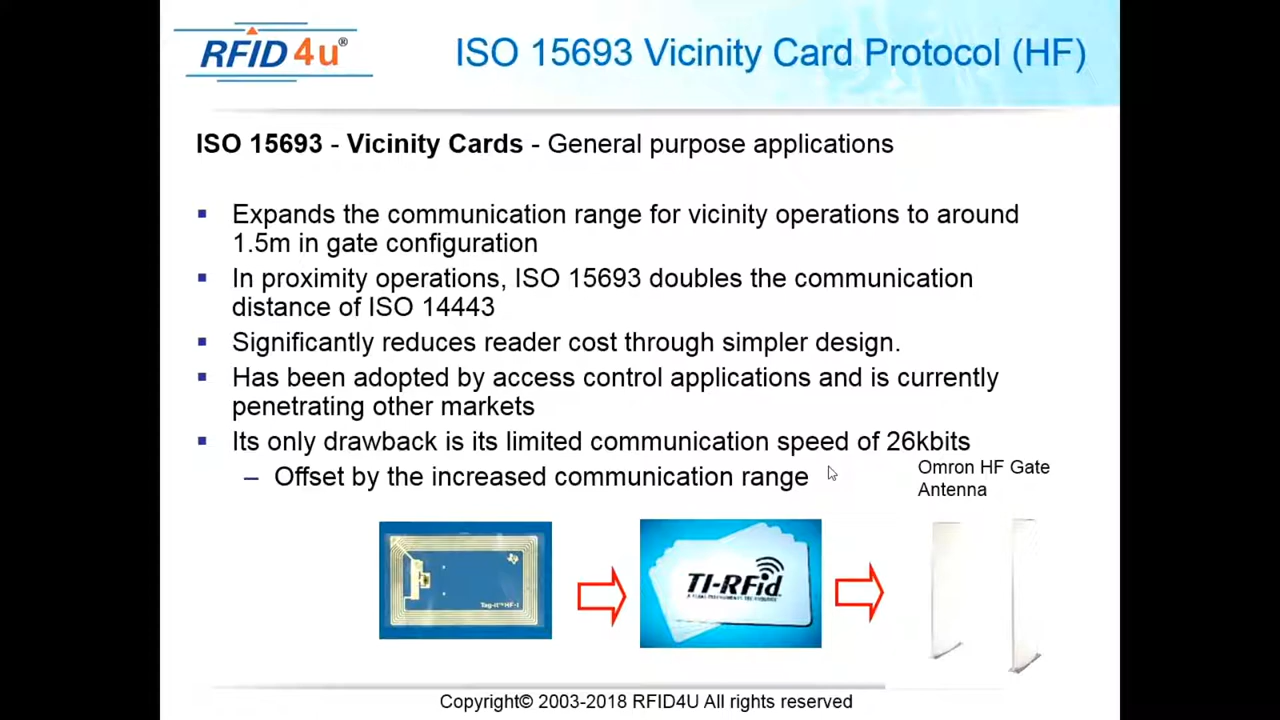 RFID4u®
ISO 15693 Vicinity Card Protocol (HF)
ISO 15693 - Vicinity Cards - General purpose applications
▪ Expands the communication range for vicinity operations to around
1.5m in gate configuration
▪ In proximity operations, ISO 15693 doubles the communication
distance of ISO 14443
▪ Significantly reduces reader cost through simpler design.
▪ Has been adopted by access control applications and is currently
penetrating other markets
▪ Its only drawback is its limited communication speed of 26kbits
– Offset by the increased communication range
Omron HF Gate
Antenna
Tag-it™HF-I
TI-RFid
Copyright© 2003-2018 RFID4U All rights reserved